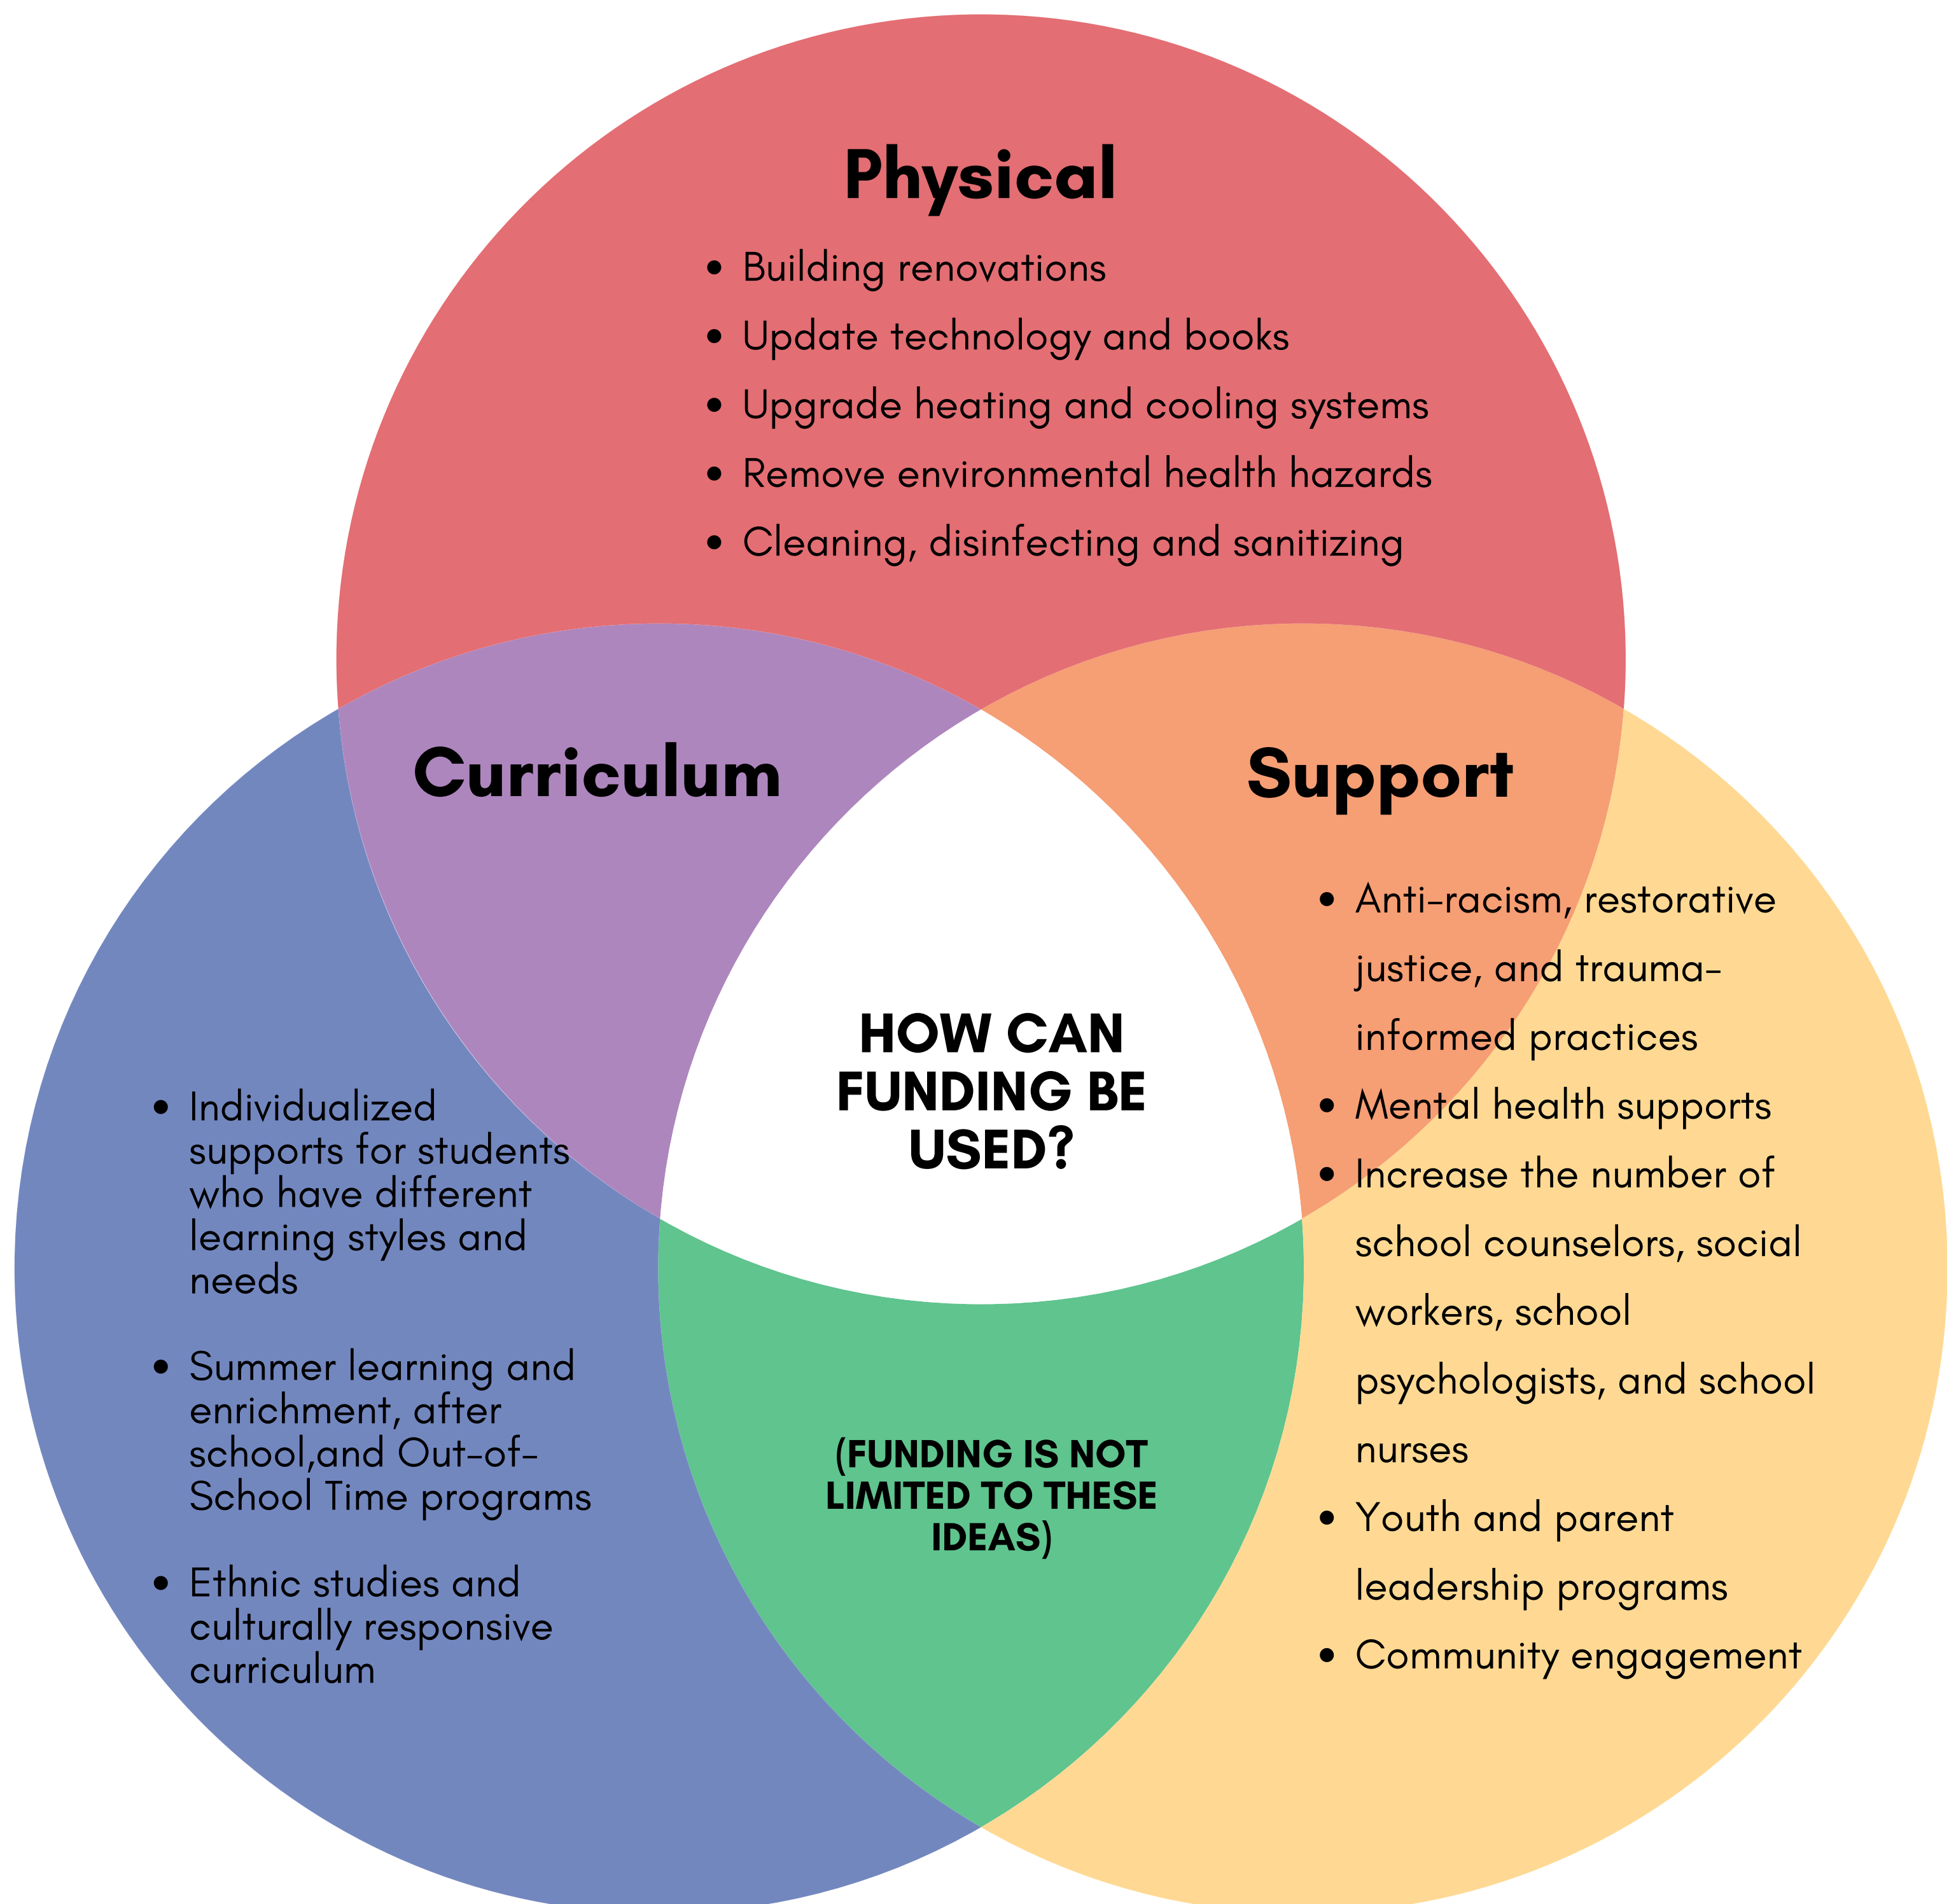 Physical
• Building renovations
• Update technology and books
• Upgrade heating and cooling systems
• Remove environmental health hazards
• Cleaning, disinfecting and sanitizing
Curriculum
• Individualized
supports for students
who have different
learning styles and
needs
• Summer learning and
enrichment, after
school,and Out-of-
School Time programs
• Ethnic studies and
culturally responsive
curriculum
HOW CAN
FUNDING BE
USED?
(FUNDING IS NOT
LIMITED TO THESE
IDEAS)
Support
• Anti-racism, restorative
justice, and trauma-
informed practices
• Mental health supports
• Increase the number of
school counselors, social
workers, school
psychologists, and school
nurses
• Youth and parent
leadership programs
• Community engagement